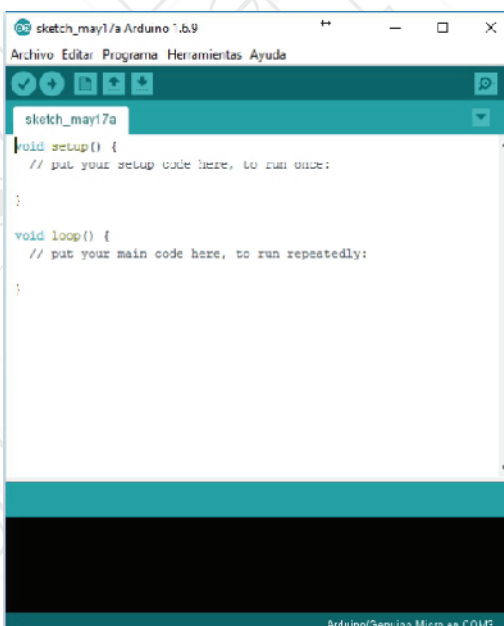 sketch_may17a Arduino 1.6.9
Archivo Editar Programa Herramientas Ayuda
sketch_may17a
void setup() {
// put your setup code here, to run once:
}
void loop() {
// put your main code here, to run repeatedly:
}
Arduino/Genuino Micro en COM3